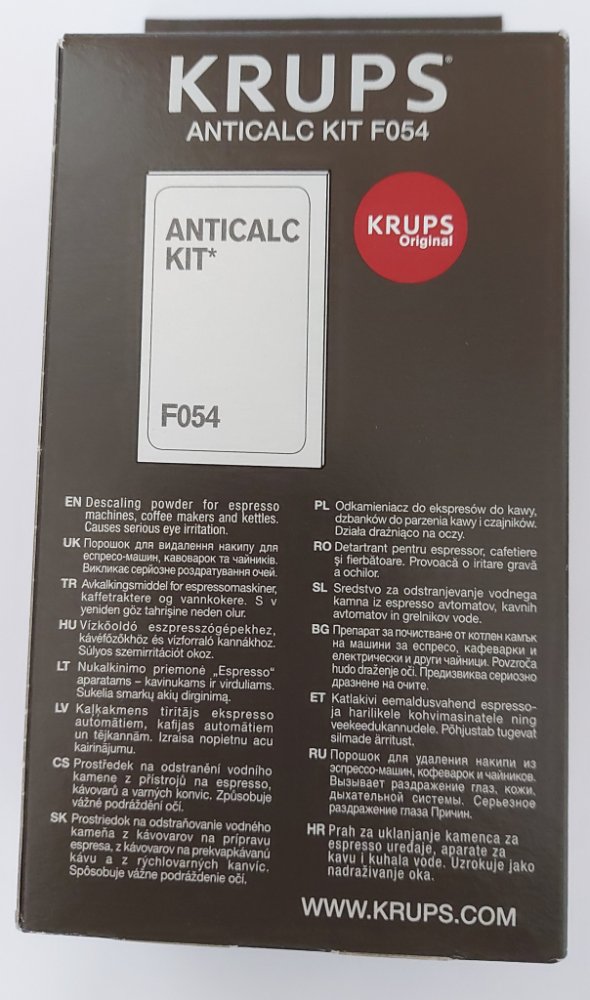 KRUPS®
ANTICALC KIT F054
ANTICALC
KIT*
F054
KRUPS
Original
EN Descaling powder for espresso
machines, coffee makers and kettles.
Causes serious eye irritation.
UK Порошок для видалення накипу для
еспресо-машин, кавоварок та чайників.
Викликає серйозне роздратування очей.
TR Avkalkingsmiddel for espressomaskiner,
kaffetraktere og vannkokere. S v
yeniden göz tahrişine neden olur.
HU Vízkőoldó eszpresszógépekhez,
kávéfőzőkhöz és vízforraló kannákhoz.
Súlyos szemirritációt okoz.
LT Nukalkinimo priemonė „Espresso“
aparatams – kavinukams ir virduliams.
Sukelia smarkų akių dirginimą.
LV Kaļķakmens tīrītājs ekspresso
automātiem, kafijas automātiem
un tējkannām. Izraisa nopietnu acu
kairinājumu.
CS Prostředek na odstranění vodního
kamene z přístrojů na espresso,
kávovarů a varných konvic. Způsobuje
vážné podráždění očí.
SK Prostriedok na odstraňovanie vodného
kameňa z kávovarov na prípravu
espresa, z kávovarov na prekvapkávanú
kávu a z rýchlovarných kanvíc.
Spôsobuje vážne podráždenie očí.
PL Odkamieniacz do ekspresów do kawy,
dzbanków do parzenia kawy i czajników.
Działa drażniąco na oczy.
RO Detartrant pentru espressor, cafetiere
şi fierbătoare. Provoacă o iritare gravă
a ochilor.
SL Sredstvo za odstranjevanje vodnega
kamna iz espresso avtomatov, kavnih
avtomatov in grelnikov vode.
BG Препарат за почистване от котлен камък
на машини за еспресо, кафеварки и
електрически и други чайници. Povzroča
hudo draženje oči. Предизвиква сериозно
дразнене на очите.
ET Katlakivi eemaldusvahend espresso-
ja harilikele kohvimasinatele ning
veekeedukannudele. Põhjustab tugevat
silmade ärritust.
RU Порошок для удаления накипи из
эспрессо-машин, кофеварок и чайников.
Вызывает раздражение глаз, кожи,
дыхательной системы. Серьезное
раздражение глаза Причин.
HR Prah za uklanjanje kamenca za
espresso uređaje, aparate za
kavu i kuhala vode. Uzrokuje jako
nadraživanje oka.
WWW.KRUPS.COM